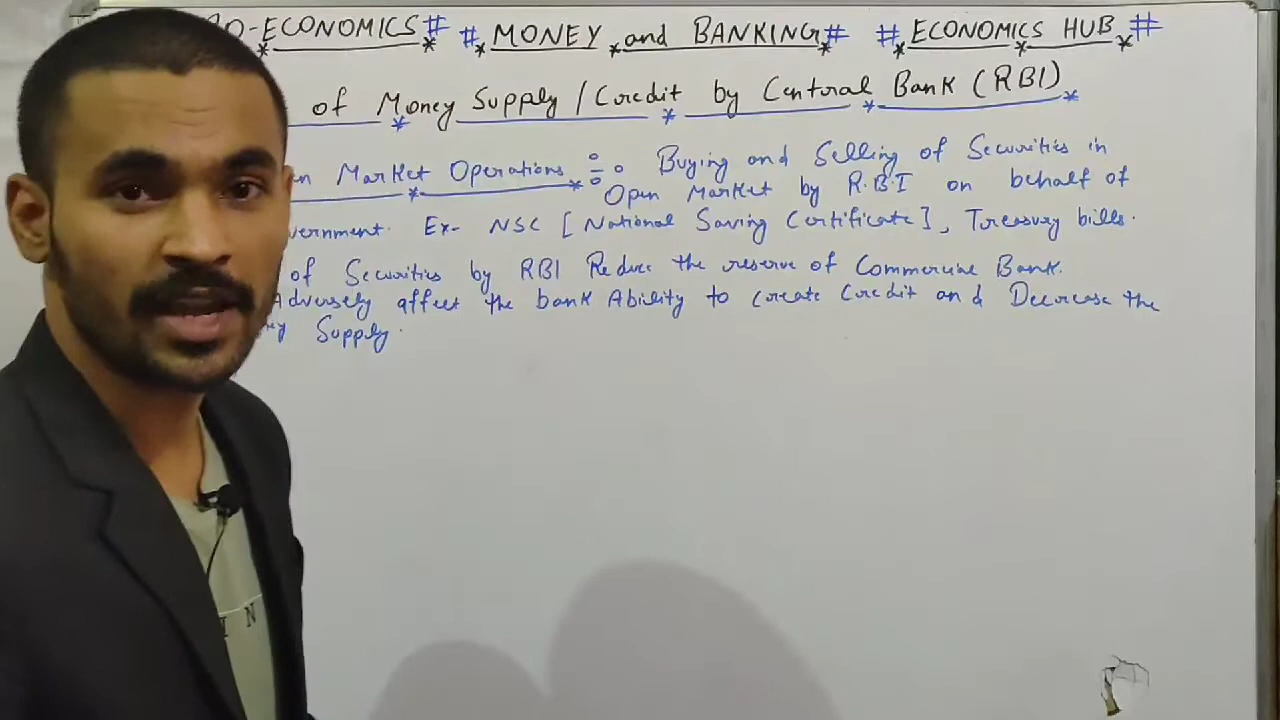 O-ECONOMICS# #MONEY and BANKING# #ECONOMICS HUB#
of Money Supply / Credit by Central Bank (RBI)
en Market Operations Buying and Selling of Securities in
Open Market by R.B.I on behalf of
vernment. Ex- NSC [National Saving Certificate], Treasury bills.
of Securities by RBI Reduce the reserve of Bank.
Adversely affect the bank Ability to create Credit and Decrease the
Supply.
N